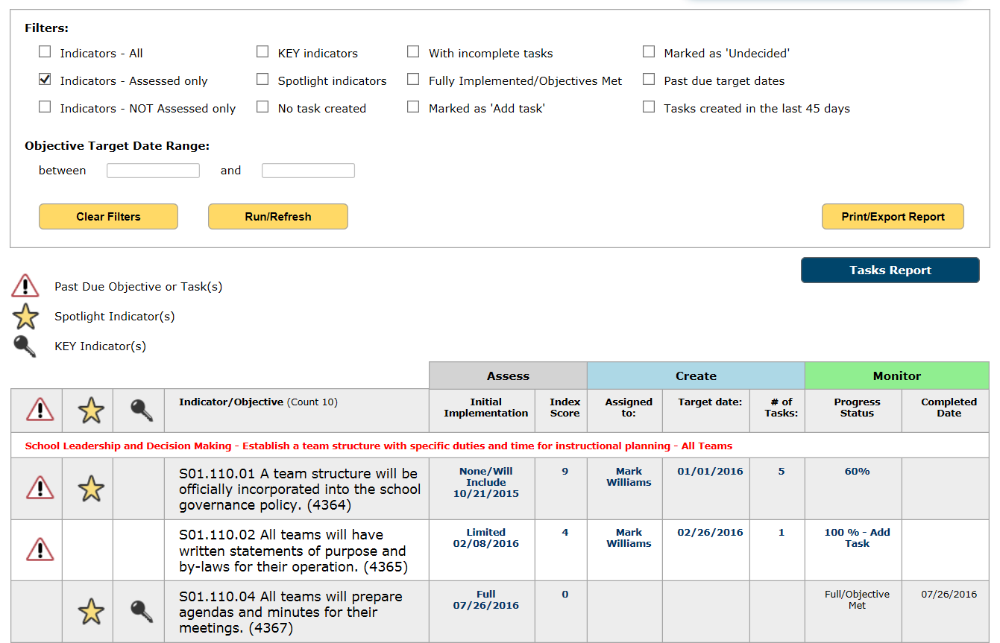 Filters:
Indicators - All
KEY indicators
With incomplete tasks
Marked as 'Undecided'
Indicators - Assessed only
Spotlight indicators
Fully Implemented/Objectives Met
Past due target dates
Indicators - NOT Assessed only
No task created
Marked as 'Add task'
Tasks created in the last 45 days
Objective Target Date Range:
between
and
Clear Filters
Run/Refresh
Print/Export Report
Tasks Report
Past Due Objective or Task(s)
Spotlight Indicator(s)
KEY Indicator(s)
Assess
Create
Monitor
Indicator/Objective (Count 10)
Initial
Implementation
Index
Score
Assigned
to:
Target date:
# of
Tasks:
Progress
Status
Completed
Date
School Leadership and Decision Making - Establish a team structure with specific duties and time for instructional planning - All Teams
S01.110.01 A team structure will be
officially incorporated into the school
governance policy. (4364)
None/Will
Include
10/21/2015
9
Mark
Williams
01/01/2016
5
60%
S01.110.02 All teams will have
written statements of purpose and
by-laws for their operation. (4365)
Limited
02/08/2016
4
Mark
Williams
02/26/2016
1
100 % - Add
Task
S01.110.04 All teams will prepare
agendas and minutes for their
meetings. (4367)
Full
07/26/2016
0
Full/Objective
Met
07/26/2016